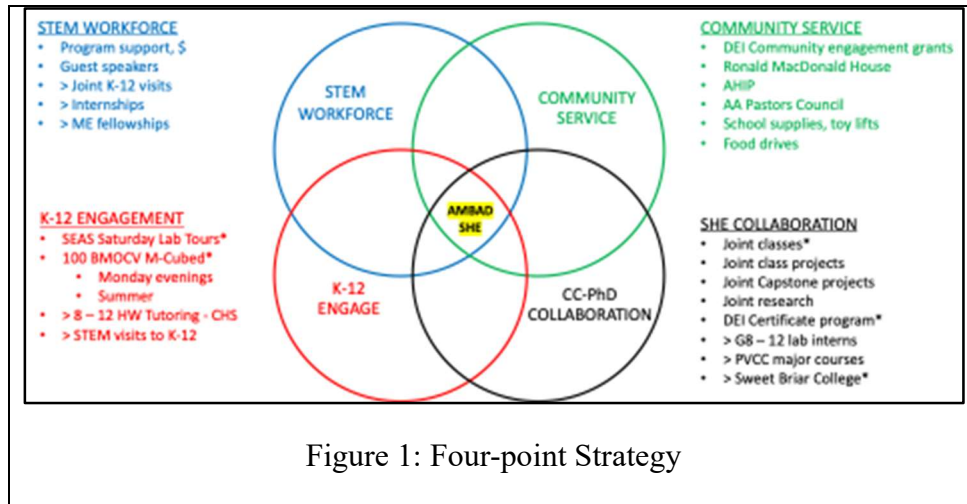 STEM WORKFORCE
• Program support, $
• Guest speakers
• > Joint K-12 visits
• > Internships
• > ME fellowships
K-12 ENGAGEMENT
• SEAS Saturday Lab Tours*
• 100 BMOCV M-Cubed*
• Monday evenings
• Summer
• > 8 – 12 HW Tutoring - CHS
• > STEM visits to K-12
STEM
WORKFORCE
COMMUNITY
SERVICE
AMBAD
SHE
K-12
ENGAGE
CC-PhD
COLLABORATION
COMMUNITY SERVICE
• DEI Community engagement grants
• Ronald MacDonald House
• AHIP
• AA Pastors Council
• School supplies, toy lifts
• Food drives
SHE COLLABORATION
• Joint classes*
• Joint class projects
• Joint Capstone projects
• Joint research
• DEI Certificate program*
• > G8 – 12 lab interns
• > PVCC major courses
• > Sweet Briar College*
Figure 1: Four-point Strategy